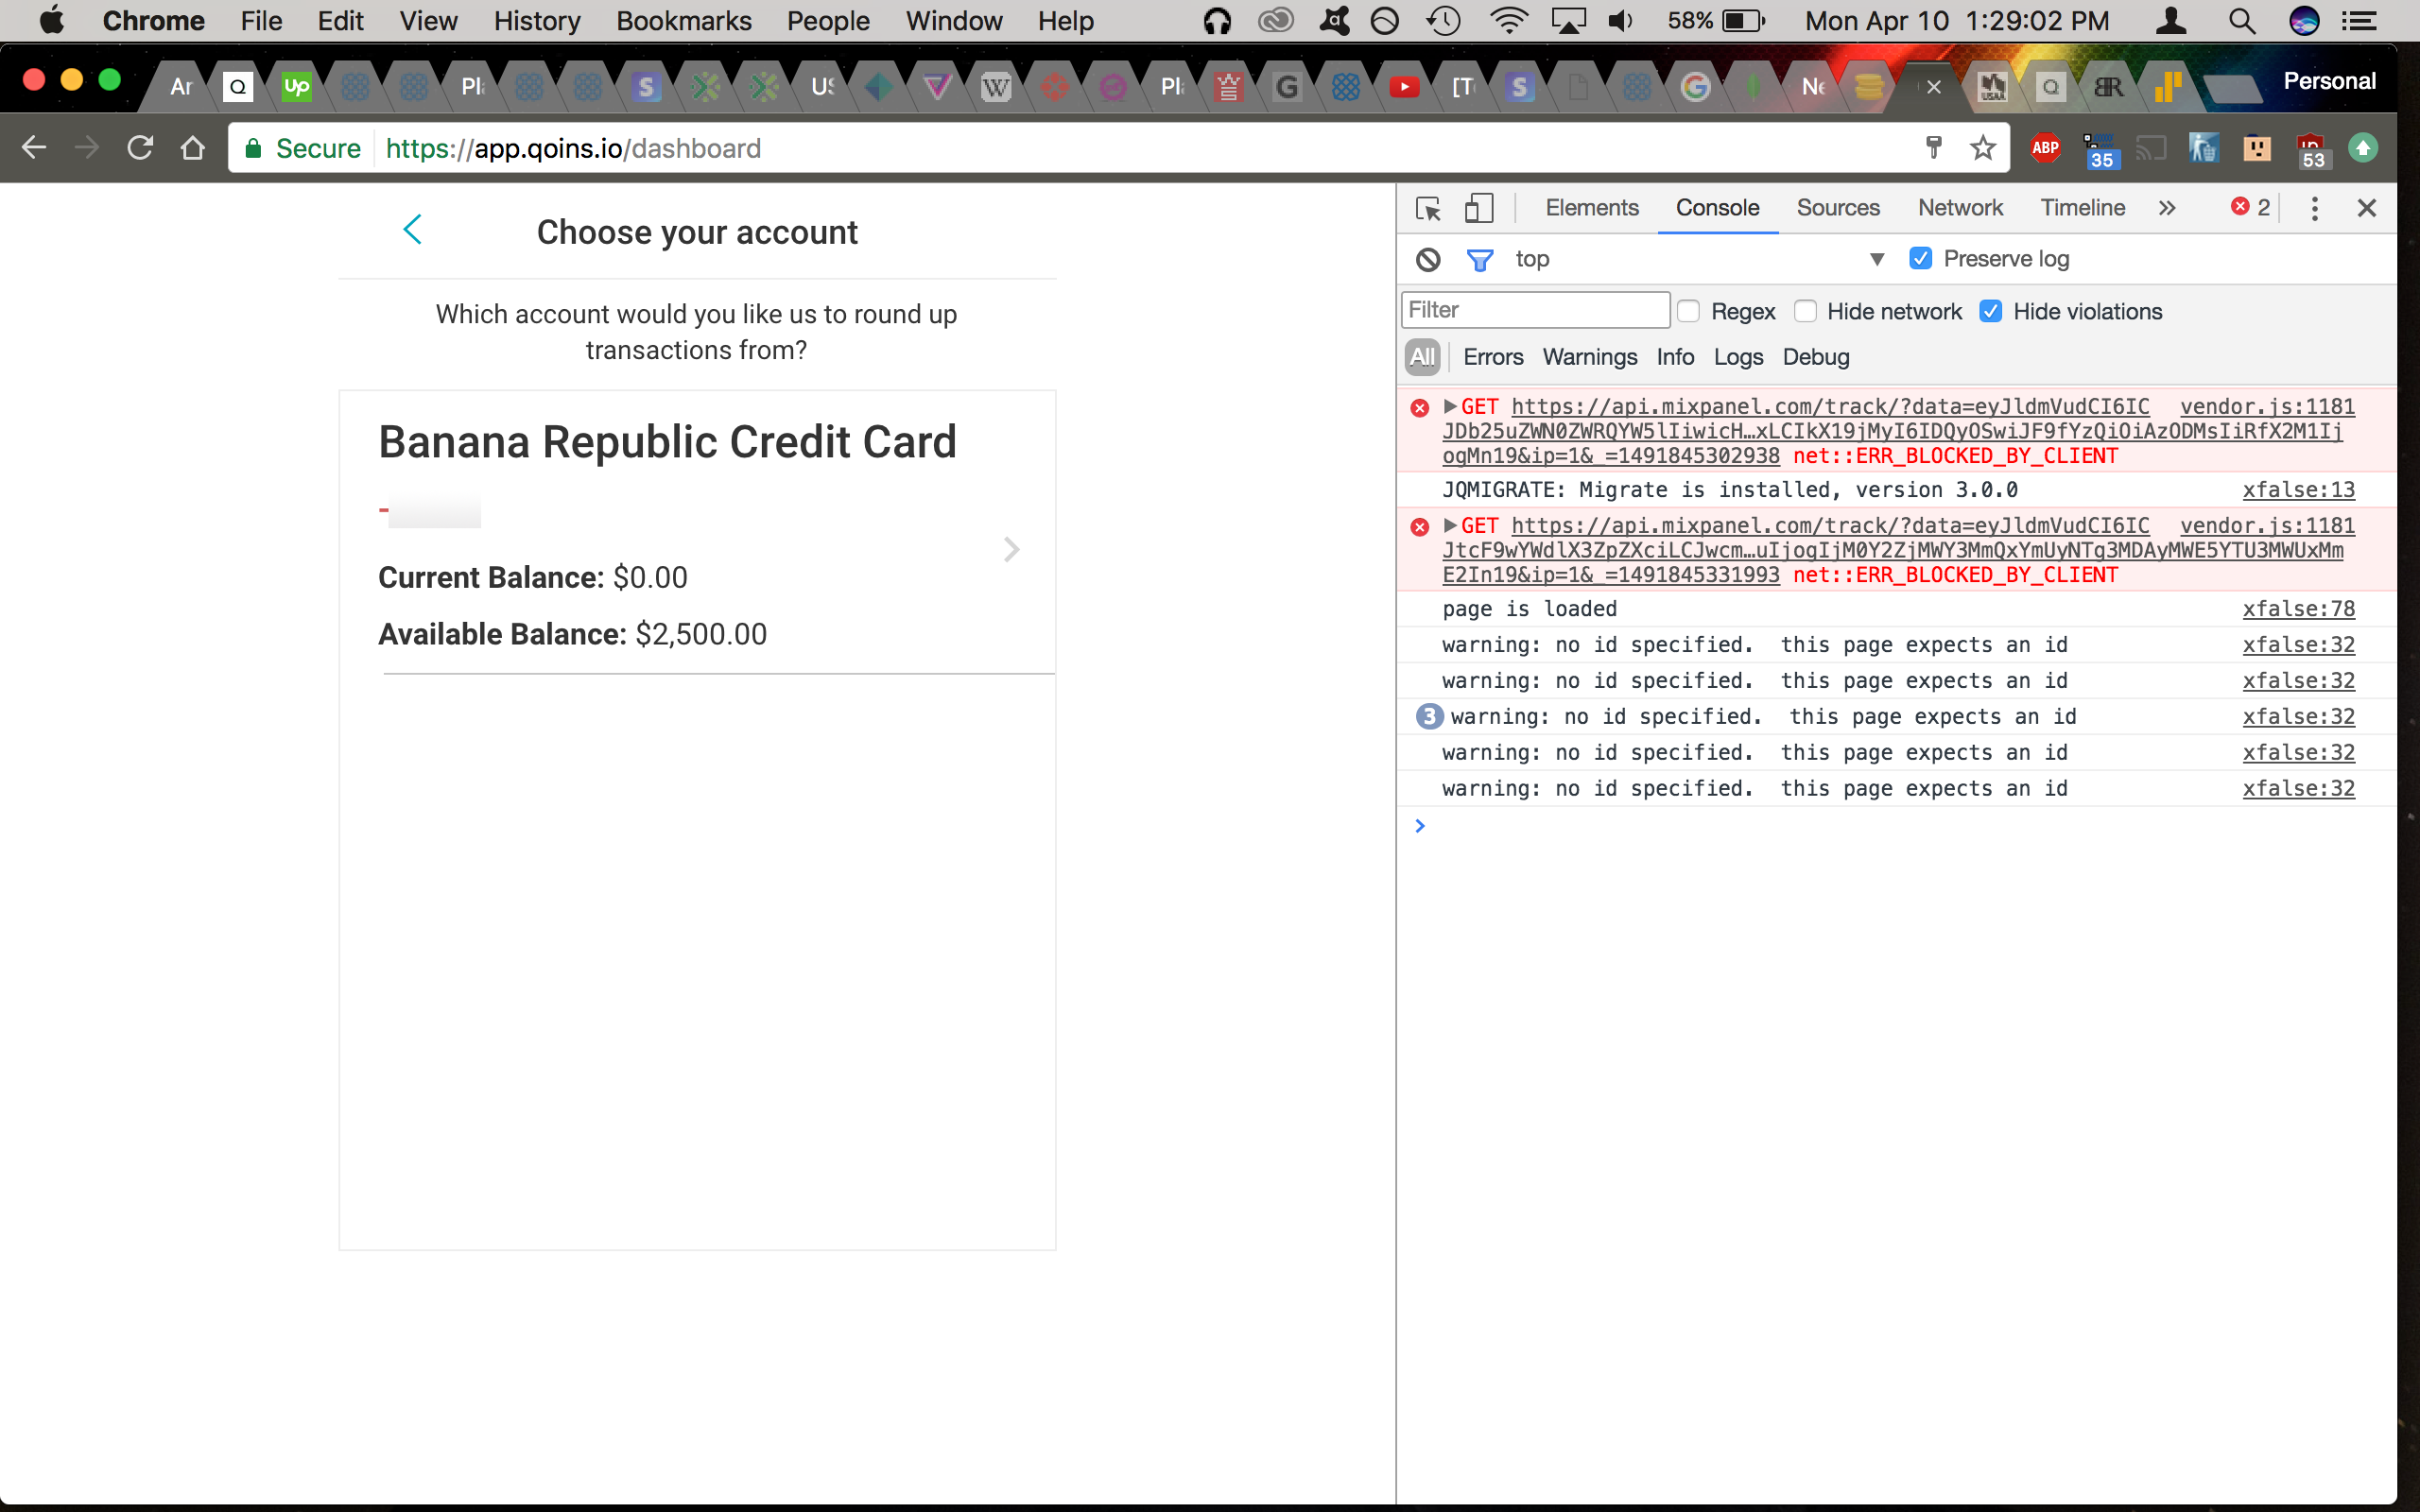 Chrome File Edit View History Bookmarks People Window Help 58% Mon Apr 10 1:29:02 PM
Ar Q Up Pl S US W Pl G [T S G Ne Q BR Personal
Secure https://app.qoins.io/dashboard ABP 35 53
Choose your account
Which account would you like us to round up
transactions from?
Banana Republic Credit Card
-
Current Balance: $0.00
Available Balance: $2,500.00
Elements Console Sources Network Timeline » 2
top Preserve log
Filter Regex Hide network Hide violations
All Errors Warnings Info Logs Debug
GET https://api.mixpanel.com/track/?data=eyJldmVudCI6IC vendor.js:1181
JDb25uZWN0ZWRQYW5lIiwicH…xLCIkX19jMyI6IDQyOSwiJF9fYzQiOiAzODMsIiRfX2M1Ij
ogMn19&ip=1&_=1491845302938 net::ERR_BLOCKED_BY_CLIENT
JQMIGRATE: Migrate is installed, version 3.0.0 xfalse:13
GET https://api.mixpanel.com/track/?data=eyJldmVudCI6IC vendor.js:1181
JtcF9wYWdlX3ZpZXciLCJwcm…uIjogIjM0Y2ZjMWY3MmQxYmUyNTg3MDAyMWE5YTU3MWUxMm
E2In19&ip=1&_=1491845331993 net::ERR_BLOCKED_BY_CLIENT
page is loaded xfalse:78
warning: no id specified.  this page expects an id xfalse:32
warning: no id specified.  this page expects an id xfalse:32
3 warning: no id specified.  this page expects an id xfalse:32
warning: no id specified.  this page expects an id xfalse:32
warning: no id specified.  this page expects an id xfalse:32